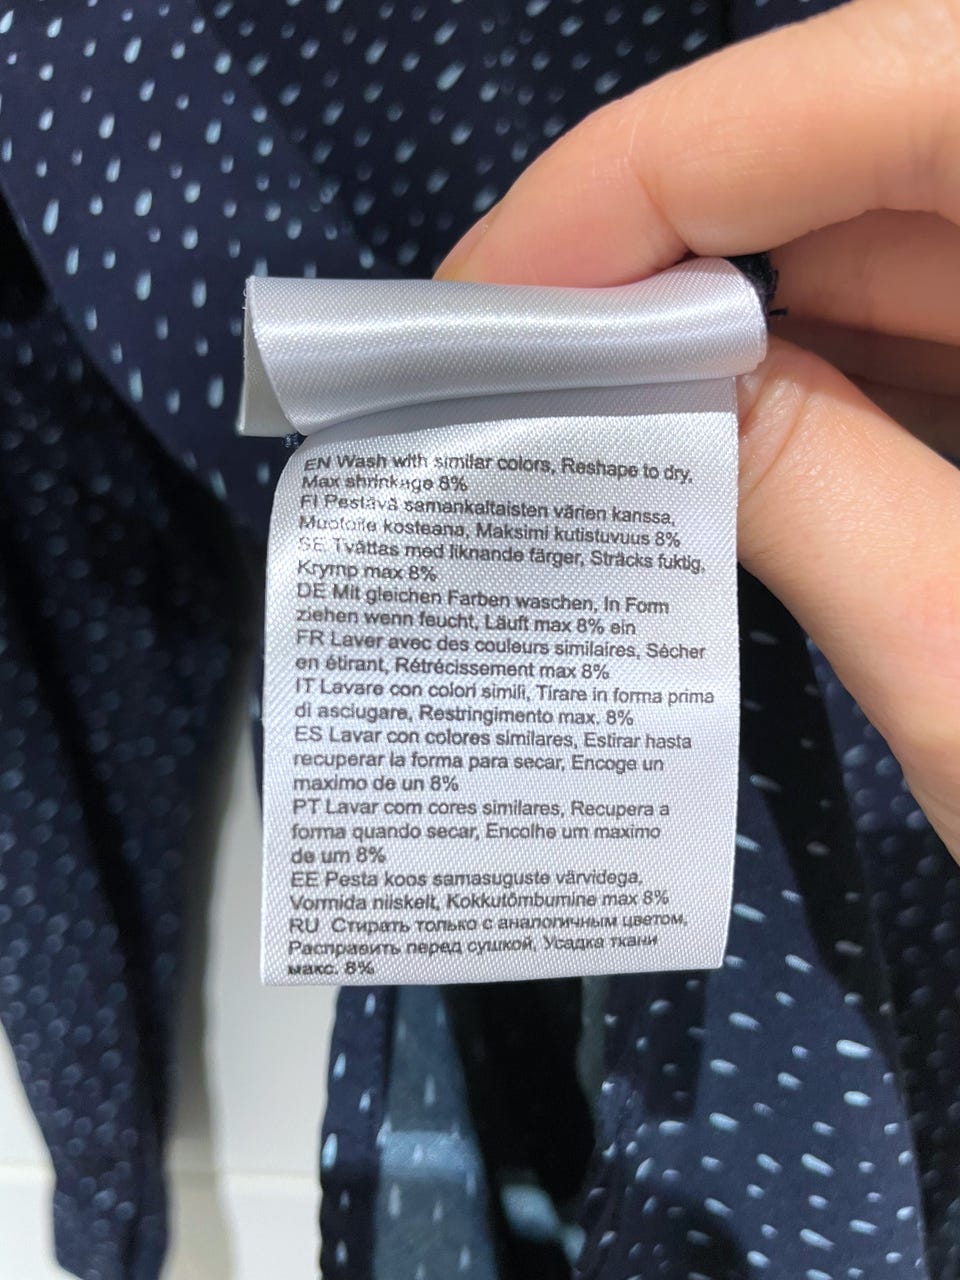 EN Wash with similar colors, Reshape to dry,
Max shrinkage 8%
FI Pestävä samankaltaisten värien kanssa,
Muotoile kosteana, Maksimi kutistuvuus 8%
SE Tvättas med liknande färger, Sträcks fuktig,
Krymp max 8%
DE Mit gleichen Farben waschen, In Form
ziehen wenn feucht, Läuft max 8% ein
FR Laver avec des couleurs similaires, Sécher
en étirant, Rétrécissement max 8%
IT Lavare con colori simili, Tirare in forma prima
di asciugare, Restringimento max. 8%
ES Lavar con colores similares, Estirar hasta
recuperar la forma para secar, Encoge un
maximo de un 8%
PT Lavar com cores similares, Recupera a
forma quando secar, Encolhe um maximo
de um 8%
EE Pesta koos samasuguste värvidega,
Vormida niiskelt, Kokkutõmbumine max 8%
RU Стирать только с аналогичным цветом,
Расправить перед сушкой, Усадка ткани
макс. 8%